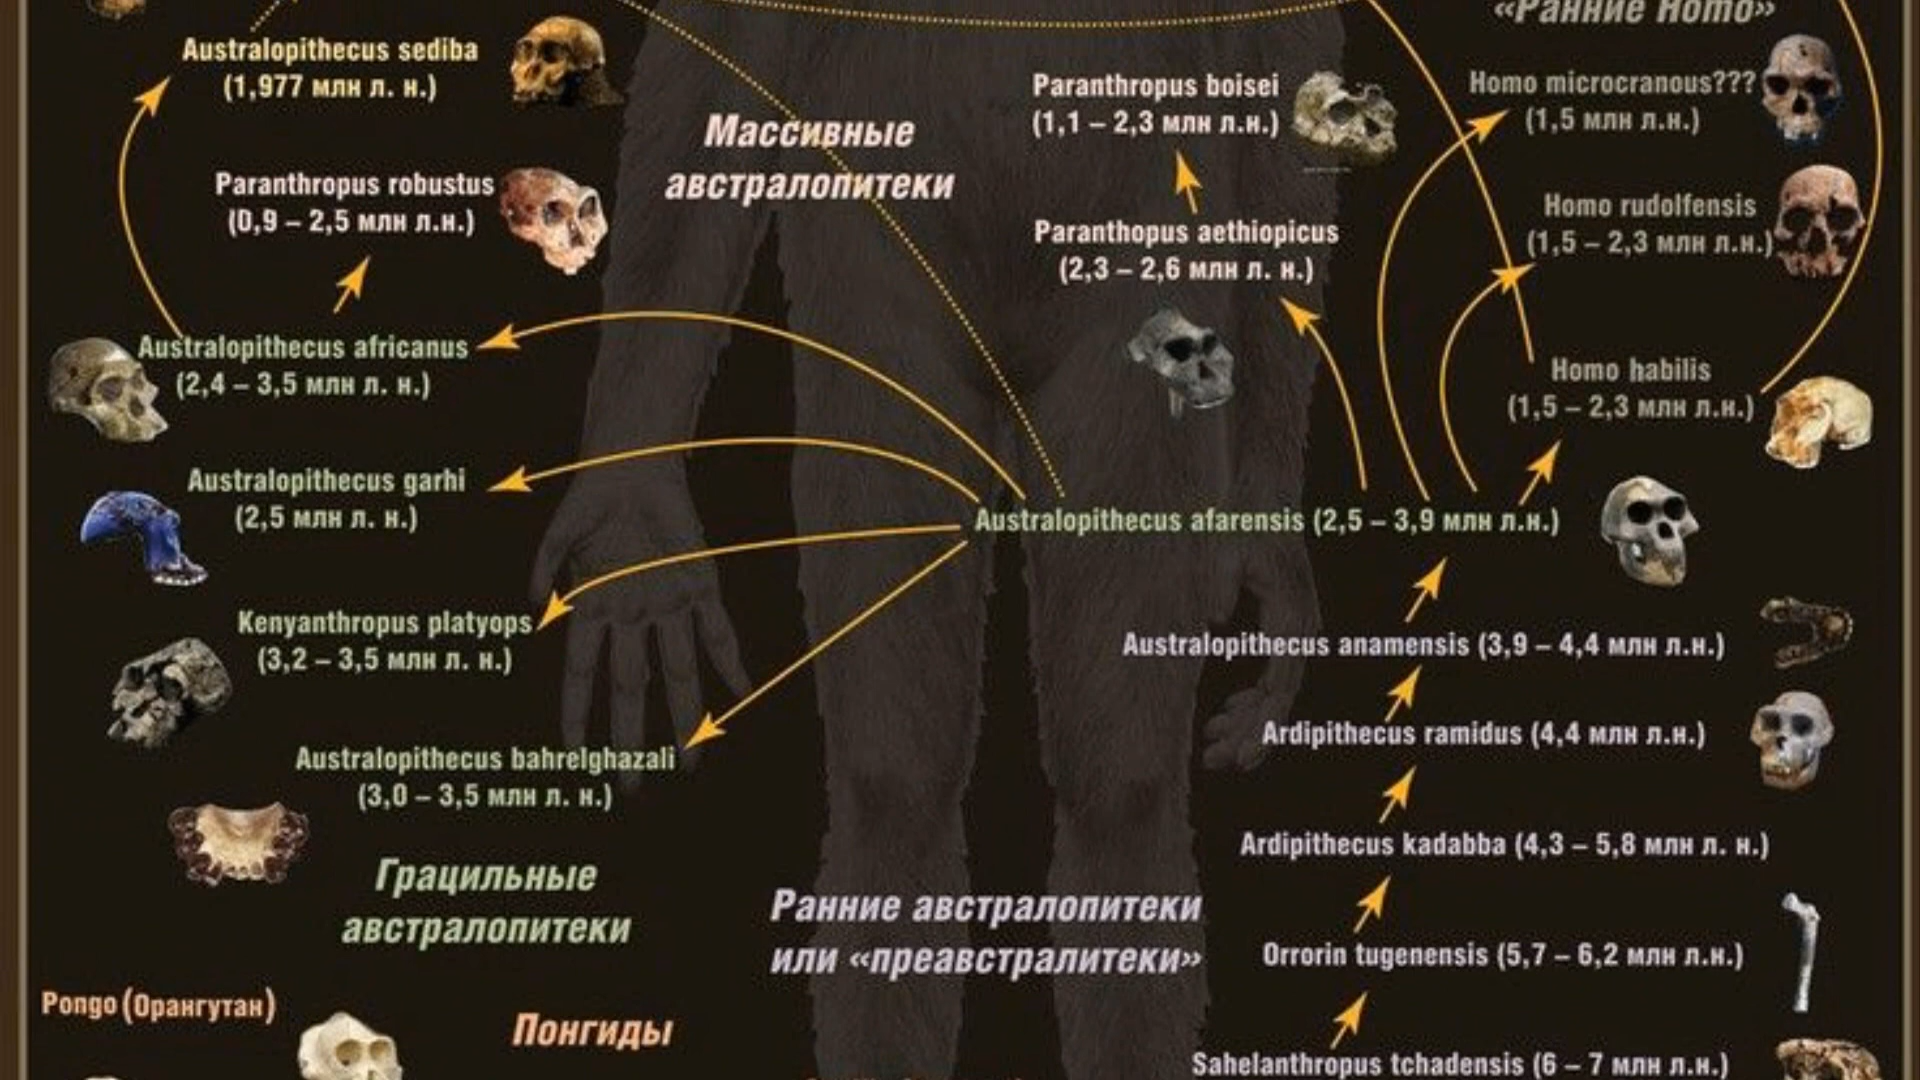 «Ранние Homo»
Australopithecus sediba
(1,977 млн л. н.)
Paranthropus boisei
(1,1 – 2,3 млн л.н.)
Homo microcranous???
(1,5 млн л.н.)
Массивные
австралопитеки
Paranthropus robustus
(0,9 – 2,5 млн л.н.)
Paranthopus aethiopicus
(2,3 – 2,6 млн л. н.)
Homo rudolfensis
(1,5 – 2,3 млн л.н.)
Australopithecus africanus
(2,4 – 3,5 млн л. н.)
Homo habilis
(1,5 – 2,3 млн л.н.)
Australopithecus garhi
(2,5 млн л. н.)
Australopithecus afarensis (2,5 – 3,9 млн л.н.)
Kenyanthropus platyops
(3,2 – 3,5 млн л. н.)
Australopithecus anamensis (3,9 – 4,4 млн л.н.)
Ardipithecus ramidus (4,4 млн л.н.)
Australopithecus bahrelghazali
(3,0 – 3,5 млн л. н.)
Ardipithecus kadabba (4,3 – 5,8 млн л. н.)
Грацильные
австралопитеки
Ранние австралопитеки
или «преавстралитеки»
Orrorin tugenensis (5,7 – 6,2 млн л.н.)
Pongo (Орангутан)
Понгиды
Sahelanthropus tchadensis (6 – 7 млн л.н.)